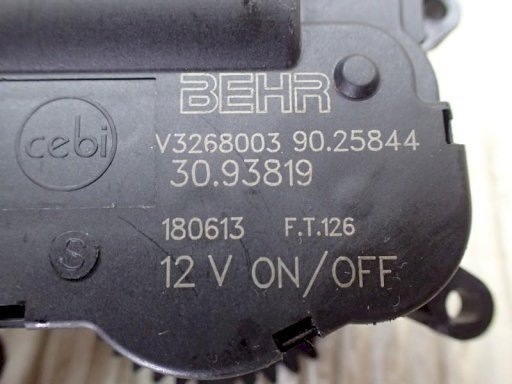 BEHR
cebi
V3268003 90.25844
30.93819
180613 F.T.126
S
12 V ON/OFF